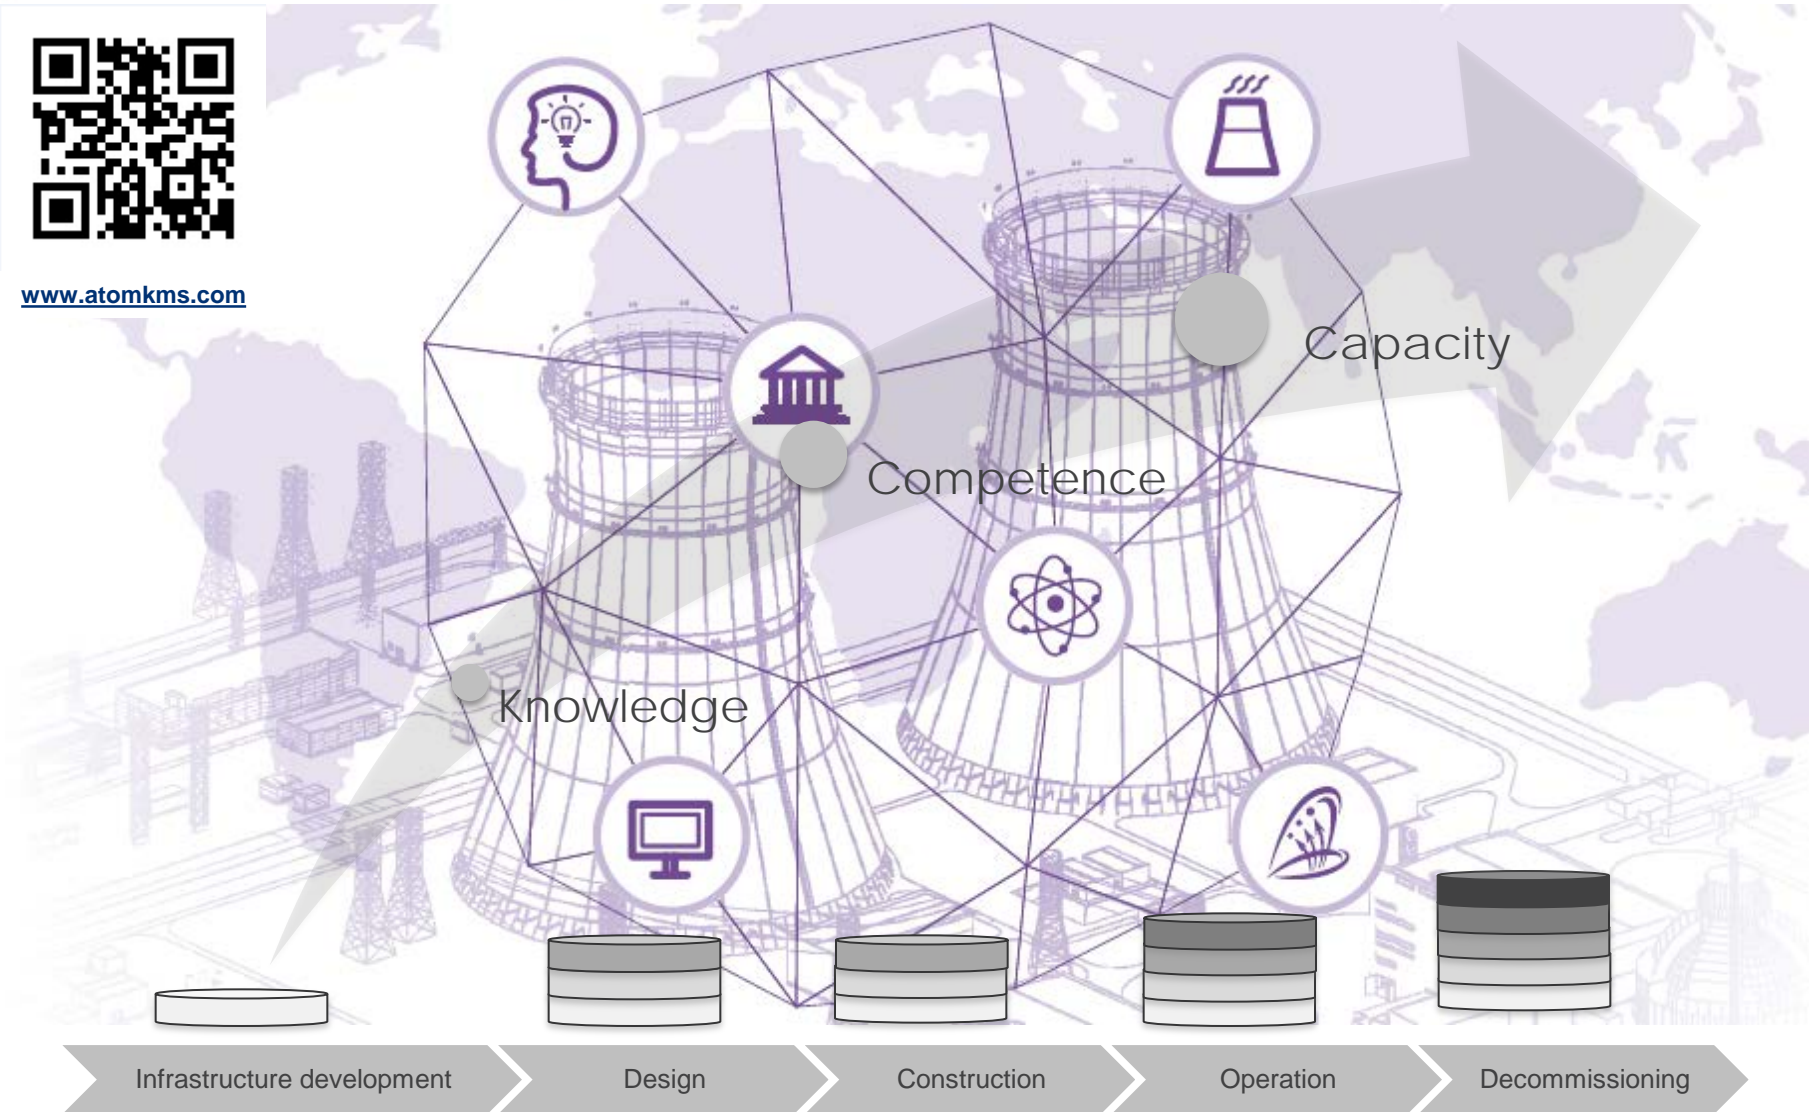 www.atomkms.com
Capacity
Competence
Knowledge
Infrastructure development
Design
Construction
Operation
Decommissioning